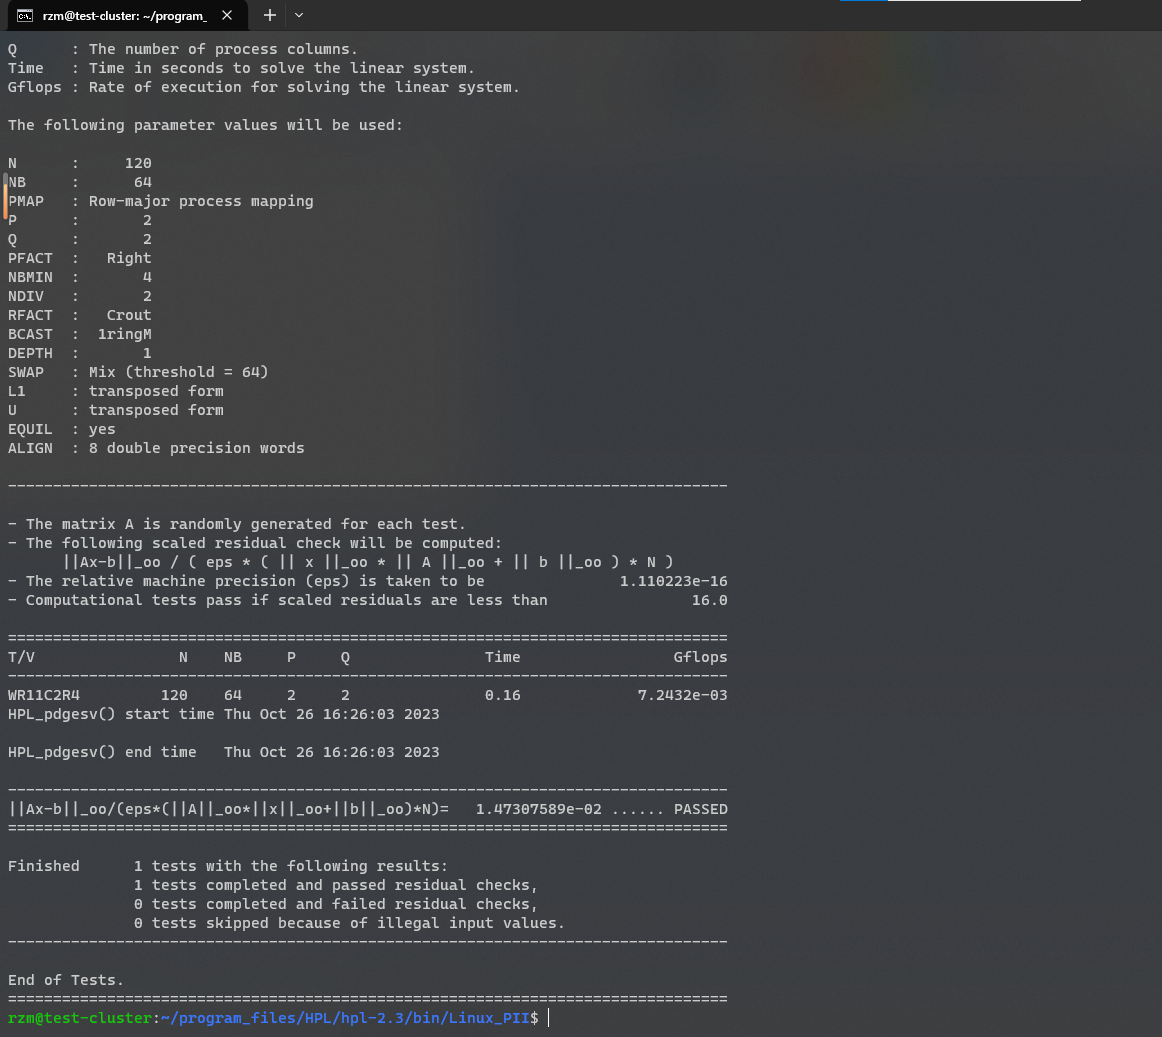 rzm@test-cluster: ~/program_
Q      : The number of process columns.
Time   : Time in seconds to solve the linear system.
Gflops : Rate of execution for solving the linear system.
The following parameter values will be used:
N      :     120
NB     :      64
PMAP   : Row-major process mapping
P      :       2
Q      :       2
PFACT  :   Right
NBMIN  :       4
NDIV   :       2
RFACT  :   Crout
BCAST  :  1ringM
DEPTH  :       1
SWAP   : Mix (threshold = 64)
L1     : transposed form
U      : transposed form
EQUIL  : yes
ALIGN  : 8 double precision words
--------------------------------------------------------------------------------
- The matrix A is randomly generated for each test.
- The following scaled residual check will be computed:
      ||Ax-b||_oo / ( eps * ( || x ||_oo * || A ||_oo + || b ||_oo ) * N )
- The relative machine precision (eps) is taken to be               1.110223e-16
- Computational tests pass if scaled residuals are less than                16.0
================================================================================
T/V                N    NB     P     Q               Time                 Gflops
--------------------------------------------------------------------------------
WR11C2R4         120    64     2     2               0.16             7.2432e-03
HPL_pdgesv() start time Thu Oct 26 16:26:03 2023
HPL_pdgesv() end time   Thu Oct 26 16:26:03 2023
--------------------------------------------------------------------------------
||Ax-b||_oo/(eps*(||A||_oo*||x||_oo+||b||_oo)*N)=   1.47307589e-02 ...... PASSED
================================================================================
Finished      1 tests with the following results:
              1 tests completed and passed residual checks,
              0 tests completed and failed residual checks,
              0 tests skipped because of illegal input values.
--------------------------------------------------------------------------------
End of Tests.
================================================================================
rzm@test-cluster:~/program_files/HPL/hpl-2.3/bin/Linux_PII$